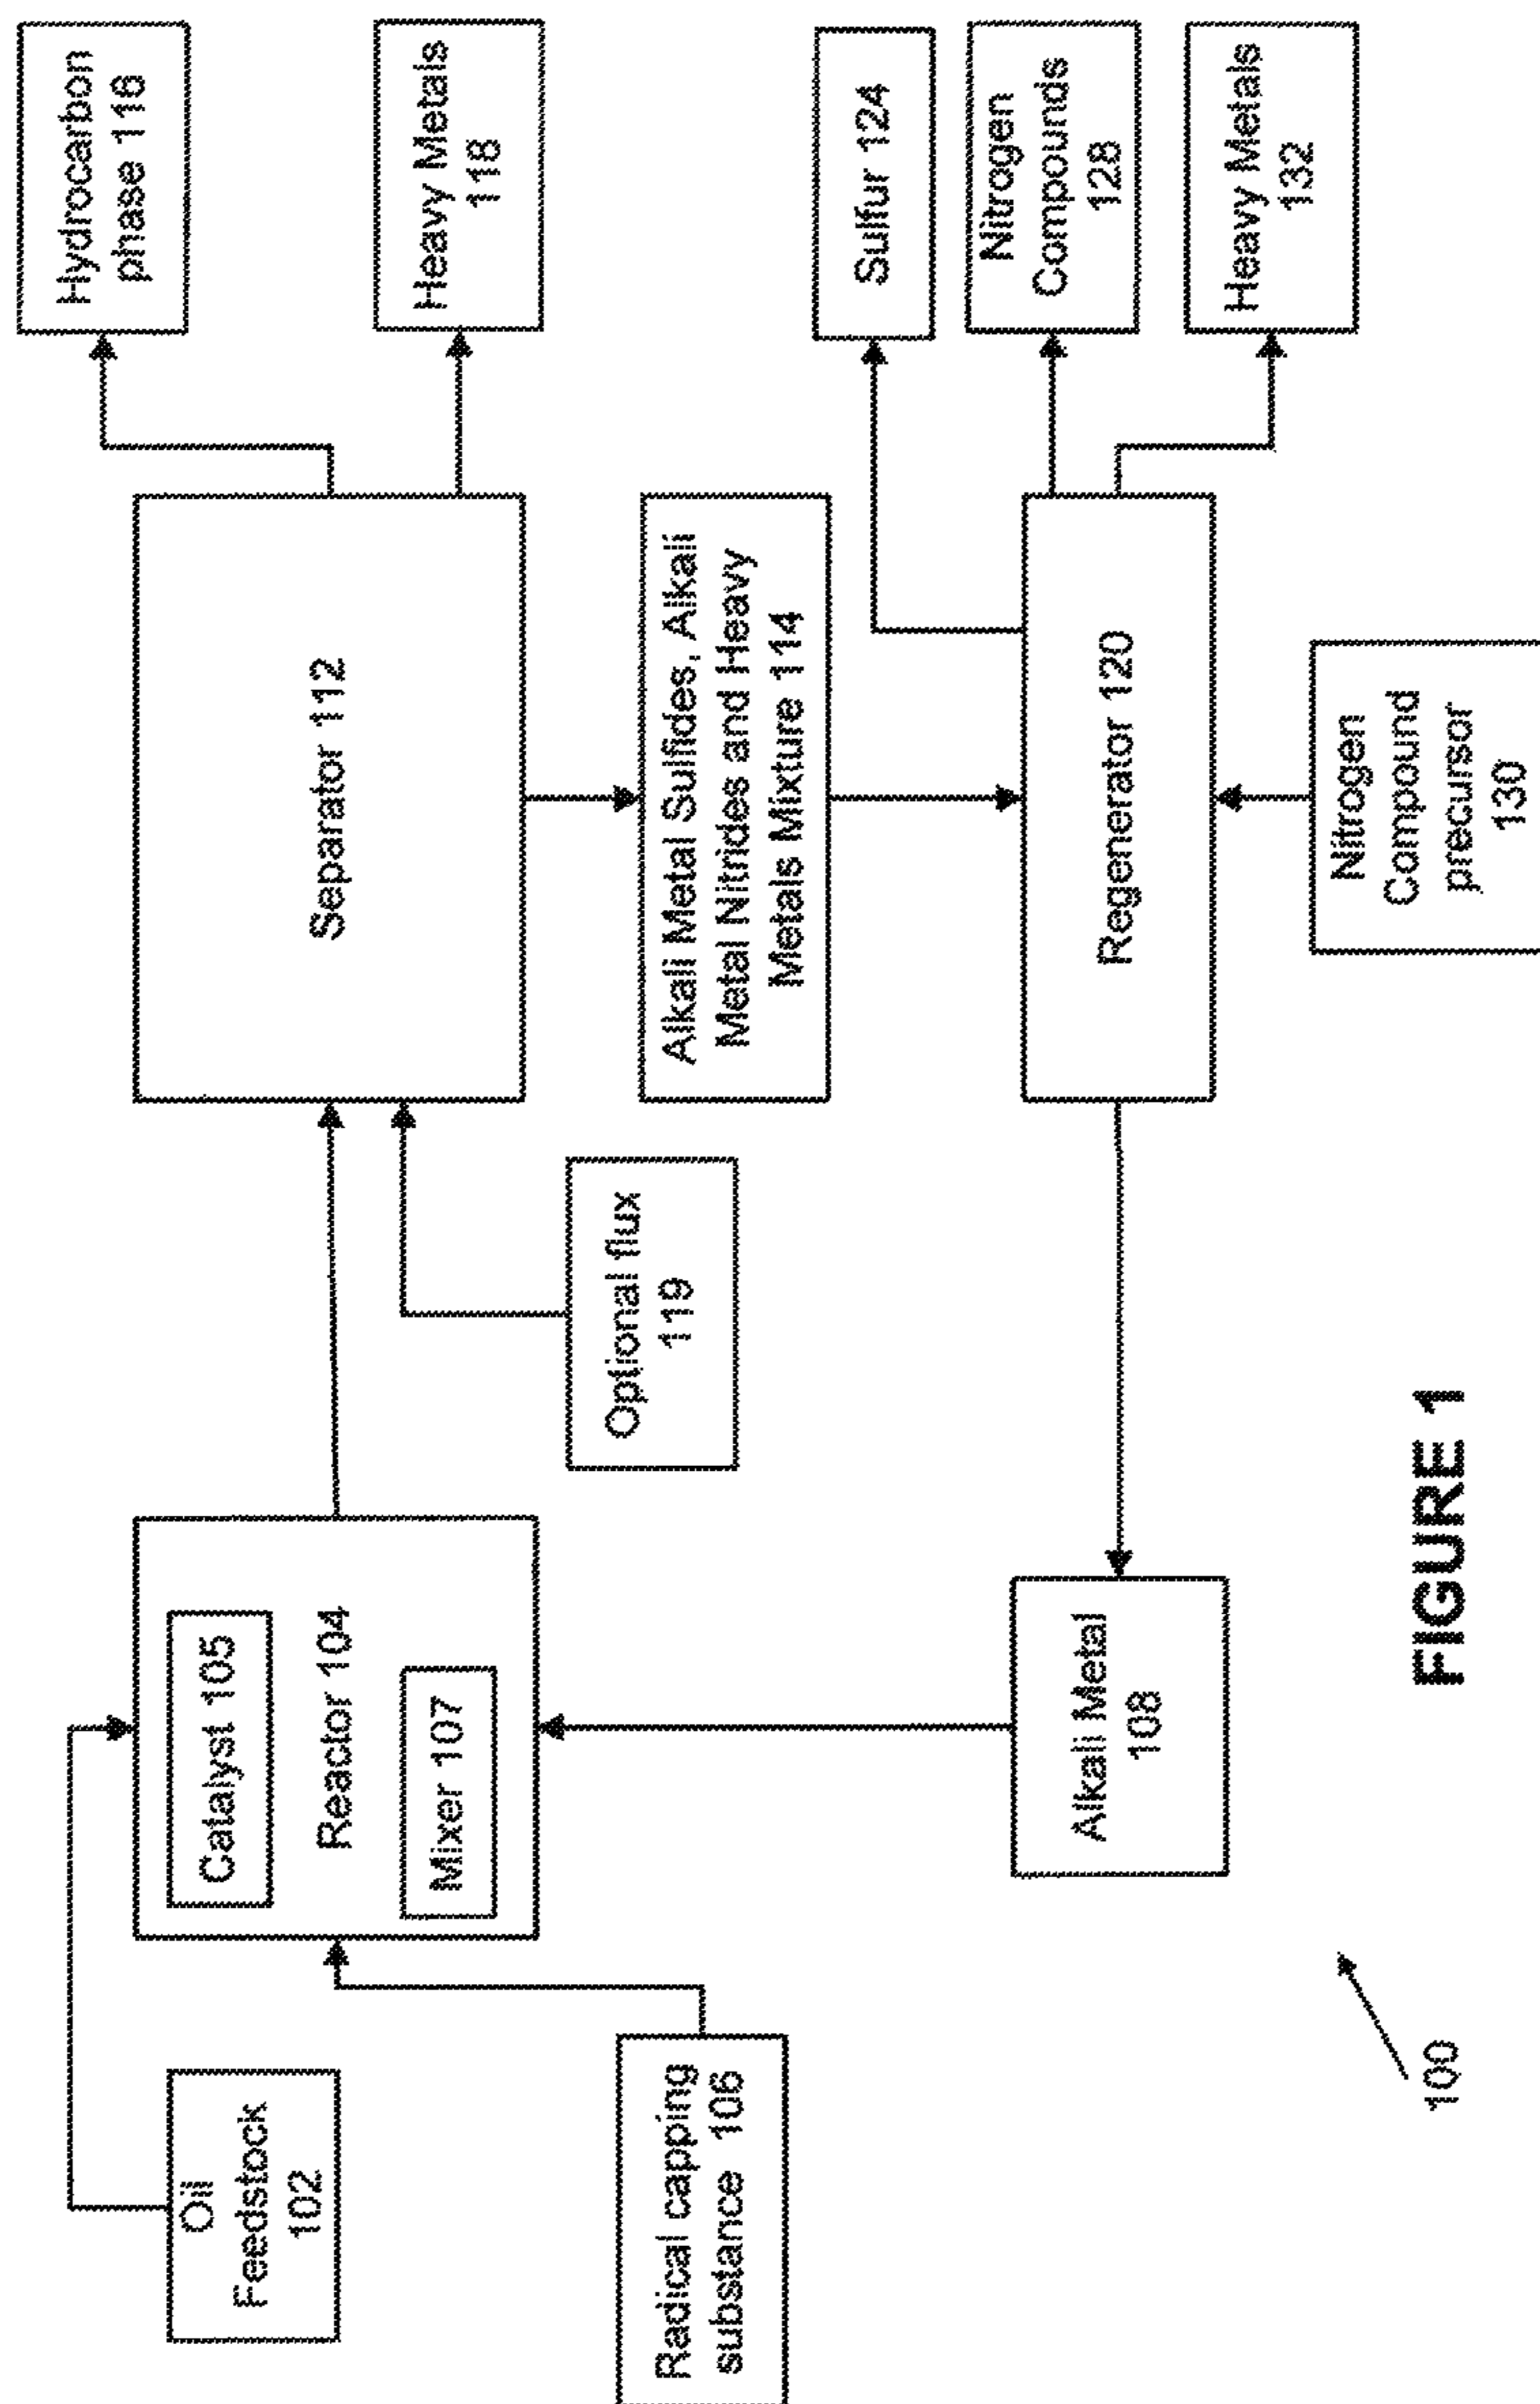 Oil
Feedstock
102
Catalyst 105
Reactor 104
Mixer 107
Radical capping
substance 106
Optional flux
119
Separator 112
Hydrocarbon
phase 116
Heavy Metals
118
Alkali Metal Sulfides, Alkali
Metal Nitrides and Heavy
Metals Mixture 114
Sulfur 124
Nitrogen
Compounds
128
Heavy Metals
132
Regenerator 120
Alkali Metal
108
Nitrogen
Compound
precursor
130
100
FIGURE 1